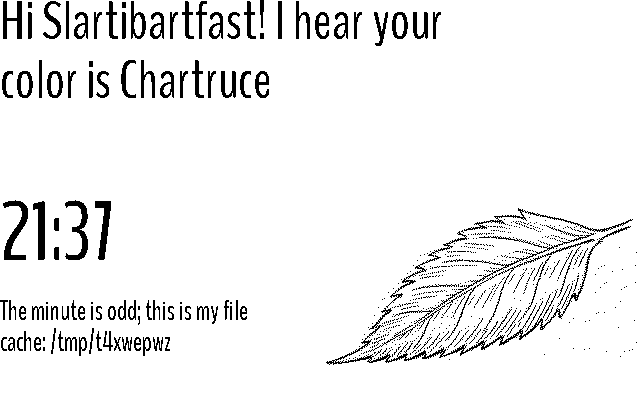 Hi Slartibartfast! I hear your
color is Chartruce
21:37
The minute is odd; this is my file
cache: /tmp/t4xwepwz